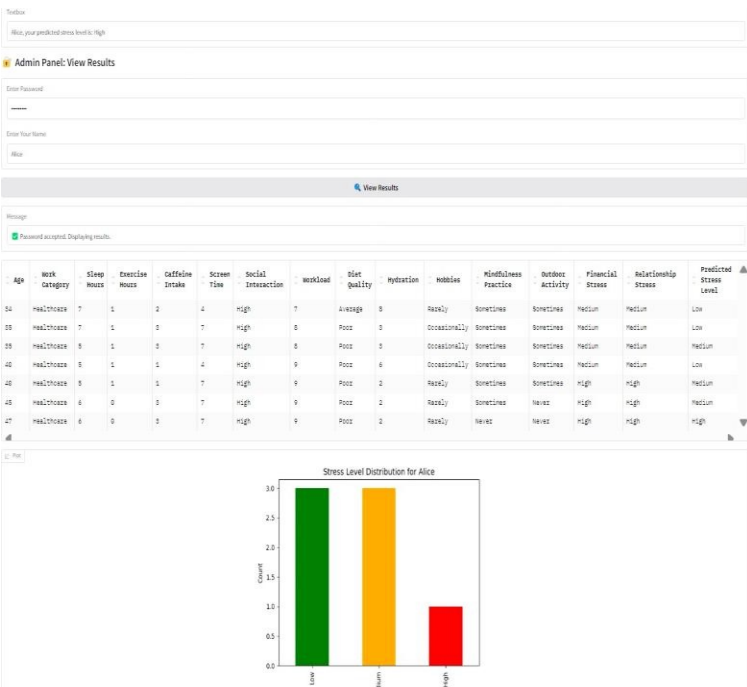 Textbox
Alice, your predicted stress level is: High
Admin Panel: View Results
Enter Password
Enter Your Name
Alice
View Results
Message
Password accepted. Displaying results.
Age Work Category Sleep Hours Exercise Hours Caffeine Intake Screen Time Social Interaction Workload Diet Quality Hydration Hobbies Mindfulness Practice Outdoor Activity Financial Stress Relationship Stress Predicted Stress Level
Healthcare 7 1 2 4 High 7 Average Rarely Sometimes Sometimes Medium Medium Low
Healthcare 7 1 3 7 High 8 Poor 3 Occasionally Sometimes Sometimes Medium Medium Low
Healthcare 5 1 3 7 High 8 Poor 3 Occasionally Sometimes Sometimes Medium Medium Medium
Healthcare 5 1 1 4 High 9 Poor 6 Occasionally Sometimes Sometimes Medium Medium Low
Healthcare 5 1 1 7 High 9 Poor 2 Rarely Sometimes Sometimes High High Medium
Healthcare 6 0 3 7 High 9 Poor 2 Rarely Sometimes Never High High Medium
47 Healthcare 6 0 3 7 High 9 Poor 2 Rarely Never Never High High High
Plot
Stress Level Distribution for Alice
3.0
2.5
2.0
1.5
1.0
0.5
0.0
Count
Low
High